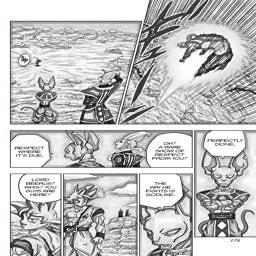 PERFECTLY
DONE.
OH?
A RARE
SHOW OF
RESPECT
FROM YOU?
RESPECT
WHERE
IT'S DUE.
THE WAY
HE FIGHTS
IS GODLIKE.
LORD
BEERUS!
WHIS! YOU
GUYS ARE
HERE!